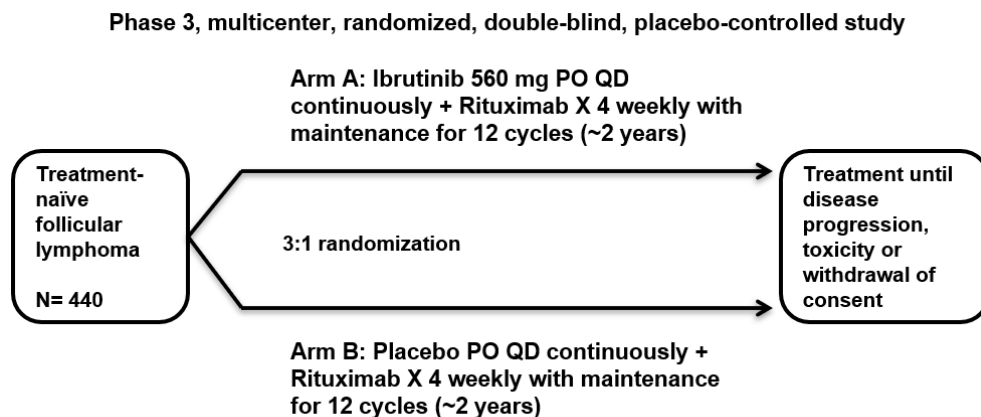 Phase 3, multicenter, randomized, double-blind, placebo-controlled study
Arm A: Ibrutinib 560 mg PO QD
continuously + Rituximab X 4 weekly with
maintenance for 12 cycles (~2 years)
Treatment-
naïve
follicular
lymphoma
N= 440
3:1 randomization
Treatment until
disease
progression,
toxicity or
withdrawal of
consent
Arm B: Placebo PO QD continuously +
Rituximab X 4 weekly with maintenance
for 12 cycles (~2 years)